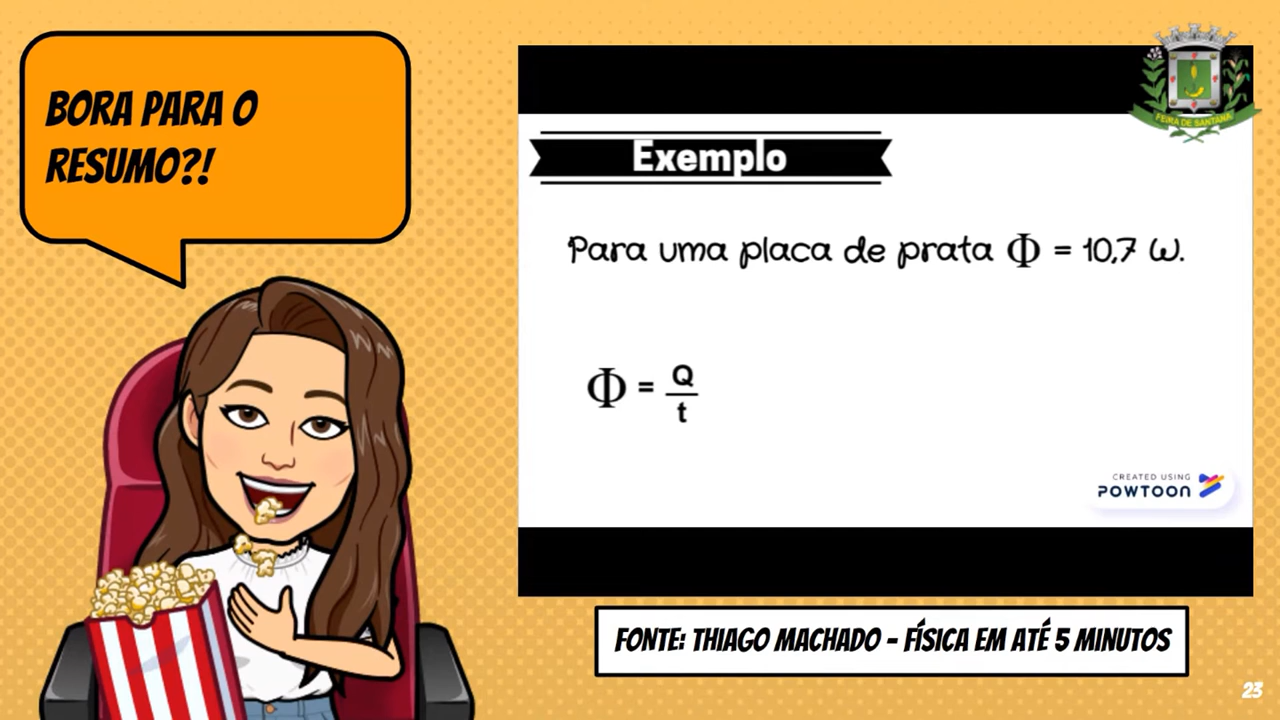 BORA PARA O
RESUMO?!
FEIRA DE SANTANA
Exemplo
Para uma placa de prata Φ = 10,7 W.
Φ = Q
t
CREATED USING
POWTOON
FONTE: THIAGO MACHADO - FÍSICA EM ATÉ 5 MINUTOS
23